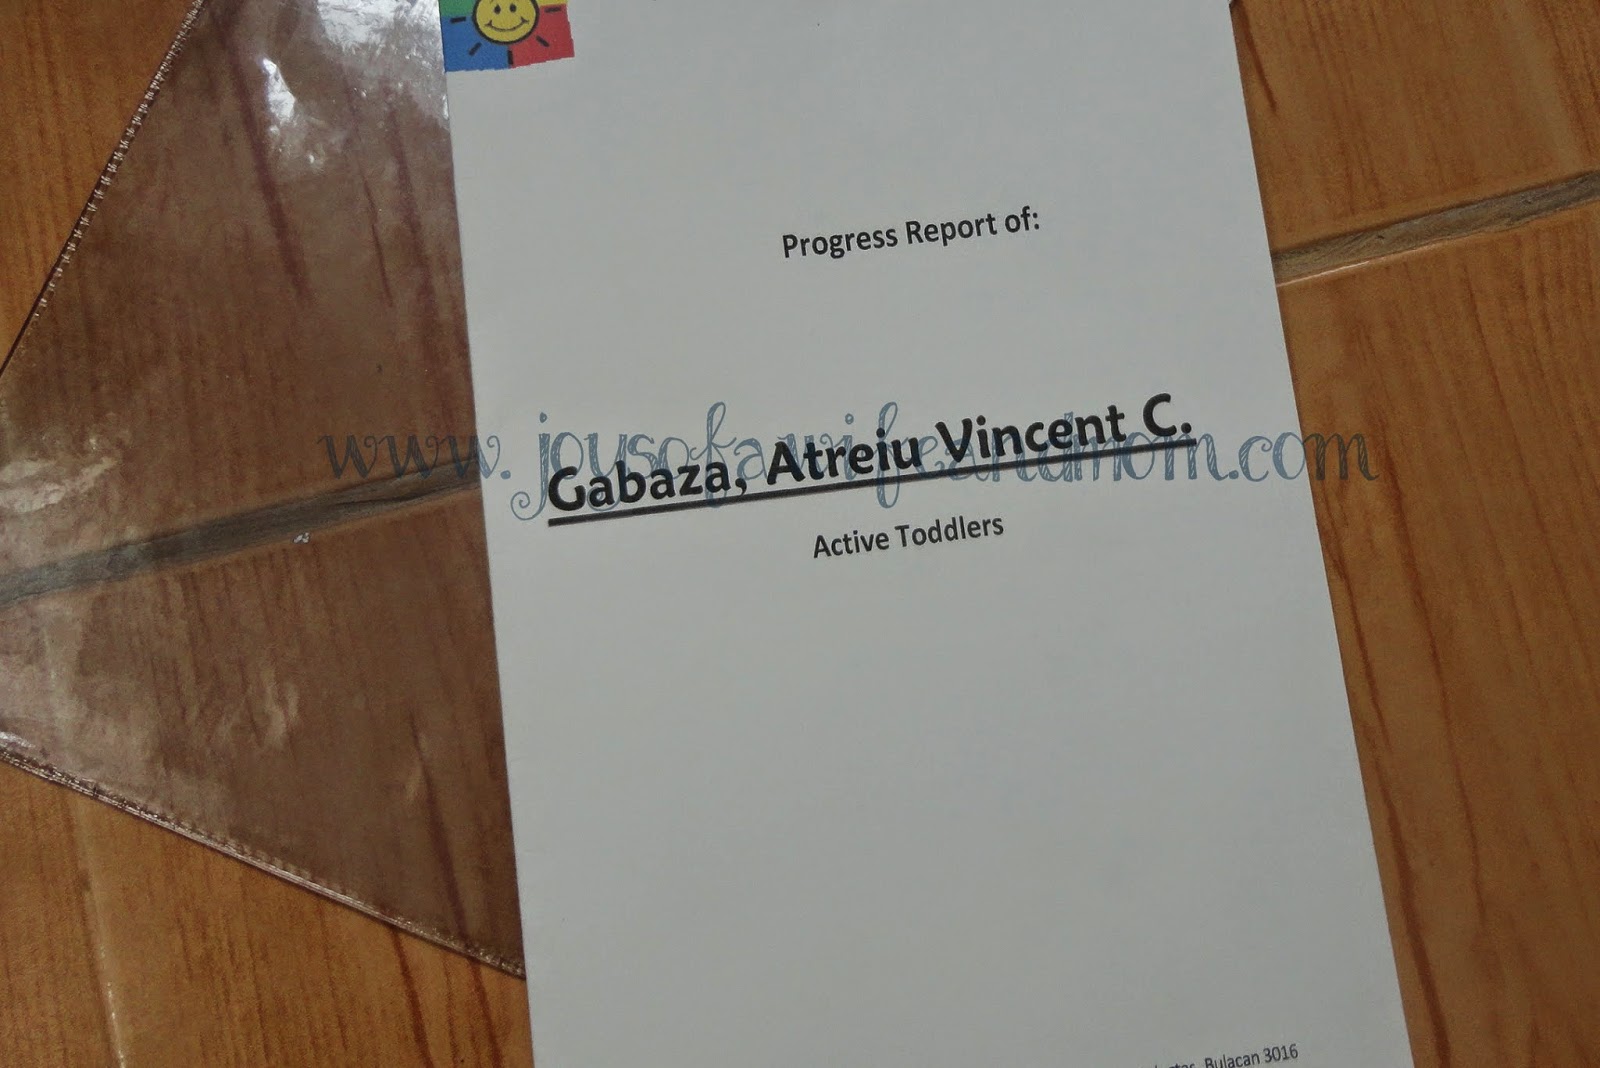 Progress Report of:
Gabaza, Atreiu Vincent C.
www.joysofawifeandmom.com
Active Toddlers
Bulacan 3016